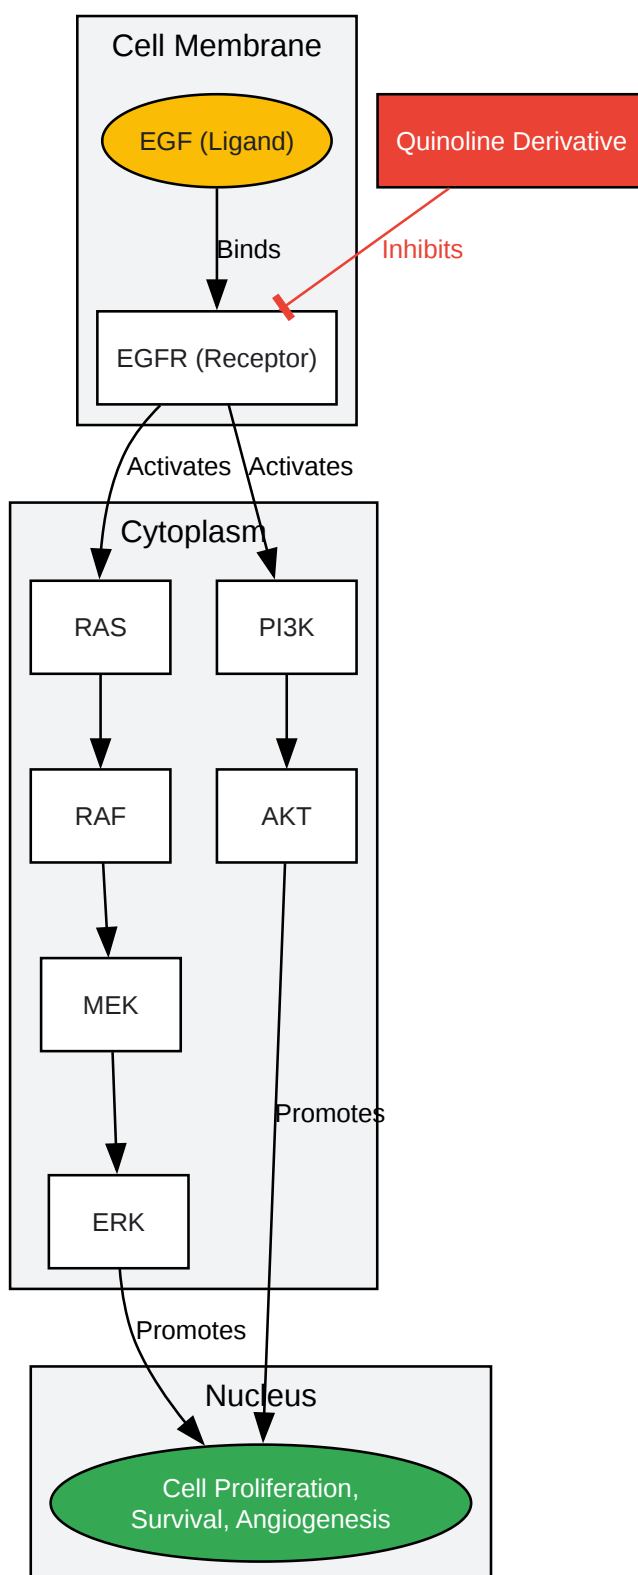 Cell Membrane
EGF (Ligand)
Quinoline Derivative
Binds
Inhibits
EGFR (Receptor)
Activates
Activates
Cytoplasm
RAS
PI3K
RAF
AKT
MEK
Promotes
ERK
Promotes
Nucleus
Cell Proliferation,
Survival, Angiogenesis